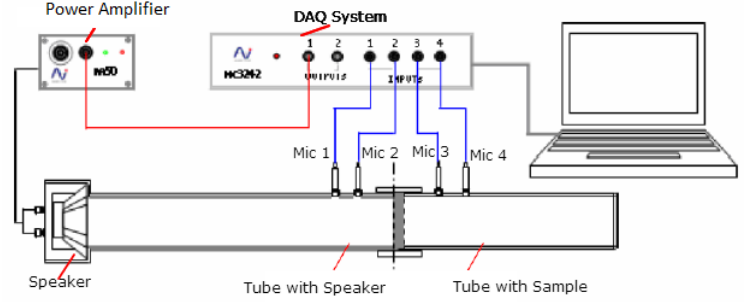 Power Amplifier
DAQ System
1 2 1 2 3 4
OUTPUTS INPUTS
MC3242
Mic 1 Mic 2 Mic 3 Mic 4
Speaker
Tube with Speaker
Tube with Sample